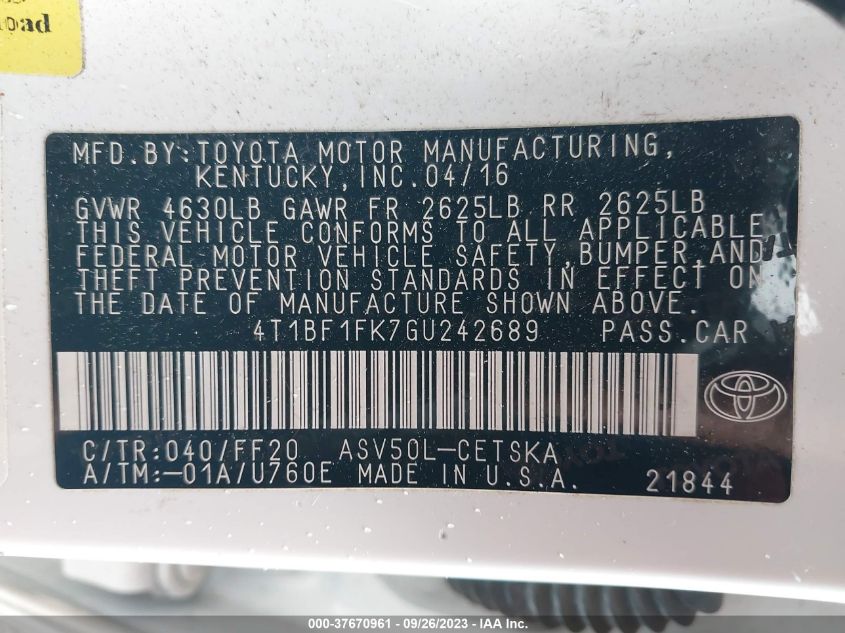 oad
MFD.BY:TOYOTA MOTOR MANUFACTURING,
KENTUCKY,INC.04/16
GVWR 4630LB GAWR FR 2625LB RR 2625LB
THIS VEHICLE CONFORMS TO ALL APPLICABLE
FEDERAL MOTOR VEHICLE SAFETY,BUMPER,AND
THEFT PREVENTION STANDARDS IN EFFECT ON
THE DATE OF MANUFACTURE SHOWN ABOVE.
4T1BF1FK7GU242689 PASS.CAR
C/TR:040/FF20 ASV50L-CETSKA
A/TM:-01A/U760E MADE IN U.S.A. 21844
000-37670961 - 09/26/2023 - IAA Inc.